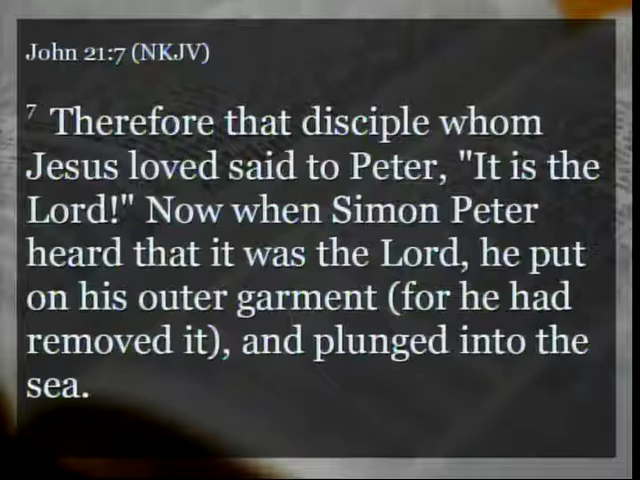 John 21:7 (NKJV)
7 Therefore that disciple whom
Jesus loved said to Peter, "It is the
Lord!" Now when Simon Peter
heard that it was the Lord, he put
on his outer garment (for he had
removed it), and plunged into the
sea.